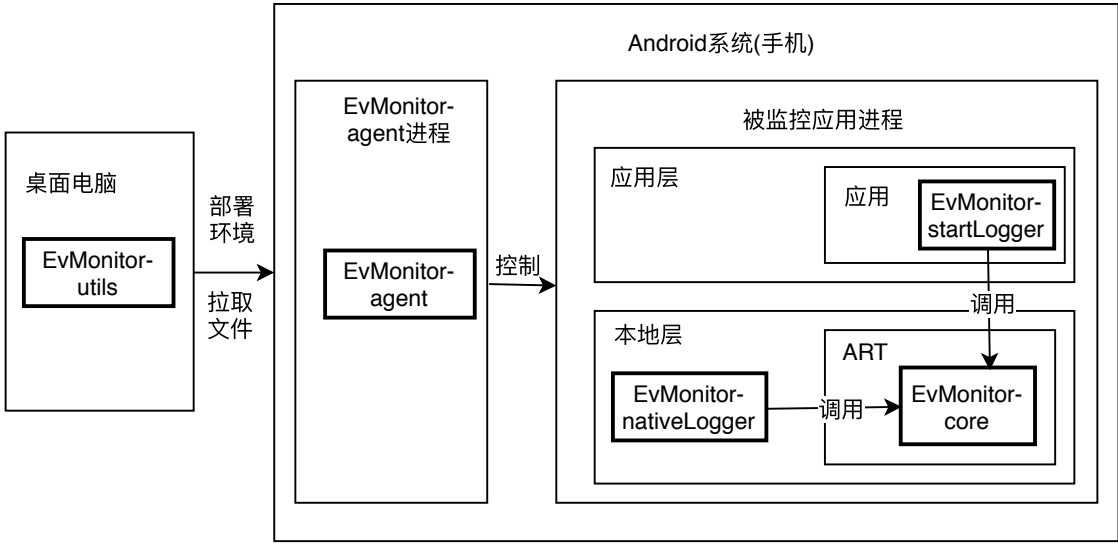 Android系统(手机)
EvMonitor-
agent进程
被监控应用进程
桌面电脑
EvMonitor-
utils
部署
环境
拉取
文件
EvMonitor-
agent
控制
应用层
应用
EvMonitor-
startLogger
调用
本地层
ART
EvMonitor-
nativeLogger
调用
EvMonitor-
core